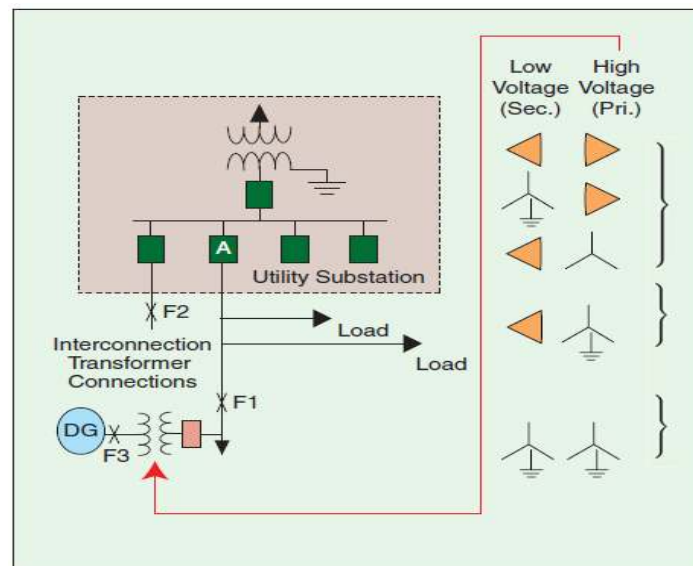 Low
Voltage
(Sec.)
High
Voltage
(Pri.)
A
Utility Substation
F2
Load
Interconnection
Transformer
Connections
Load
F1
DG
F3